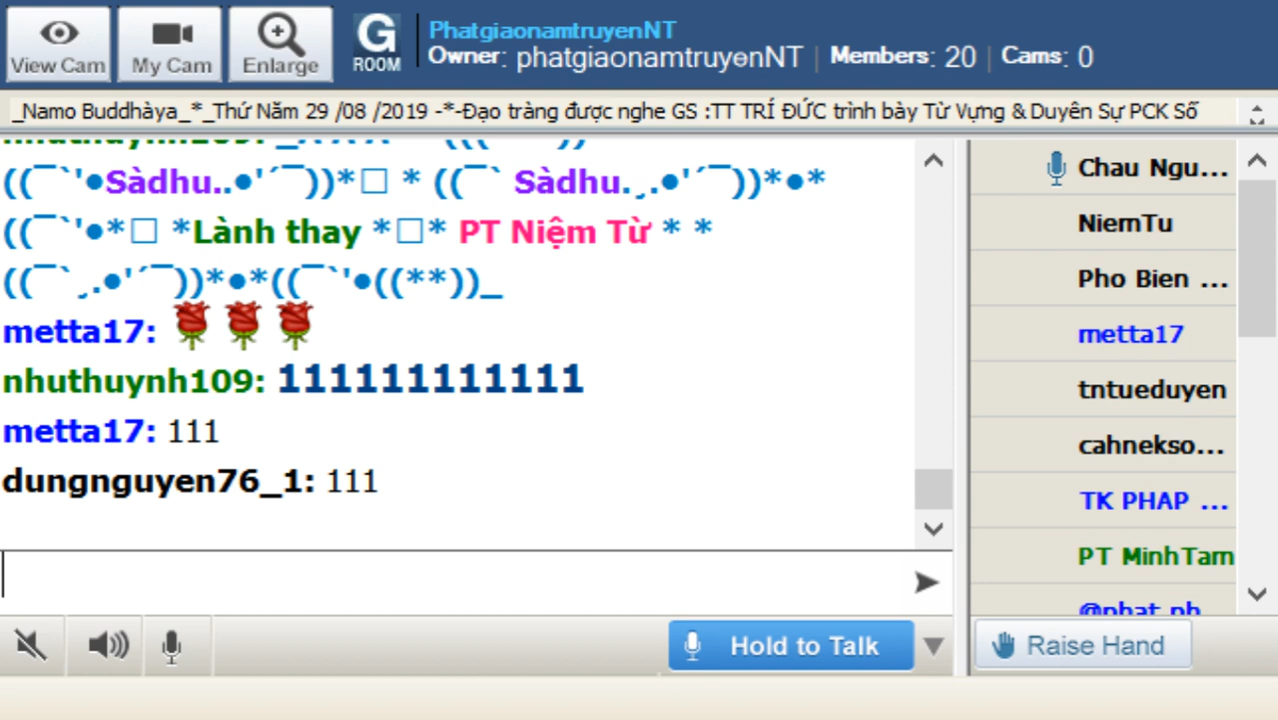 View Cam
My Cam
Enlarge
G
ROOM
PhatgiaonamtruyenNT
Owner: phatgiaonamtruyenNT | Members: 20 | Cams: 0
_Namo Buddhàya_*_Thứ Năm 29 /08 /2019 -*-Đạo tràng được nghe GS :TT TRÍ ĐỨC trình bày Từ Vựng & Duyên Sự PCK Số
((¯`'●Sàdhu..●'´¯))*□ * ((¯` Sàdhu.¸.●'´¯))*●*
((¯`'●*□ *Lành thay *□* PT Niệm Từ * *
((¯`¸.●'´¯))*●*((¯`'●((**))_
metta17:
nhuthuynh109: 111111111111
metta17: 111
dungnguyen76_1: 111
Hold to Talk
Chau Ngu...
NiemTu
Pho Bien ...
metta17
tntueduyen
cahnekso...
TK PHAP ...
PT MinhTam
@phat ph
Raise Hand